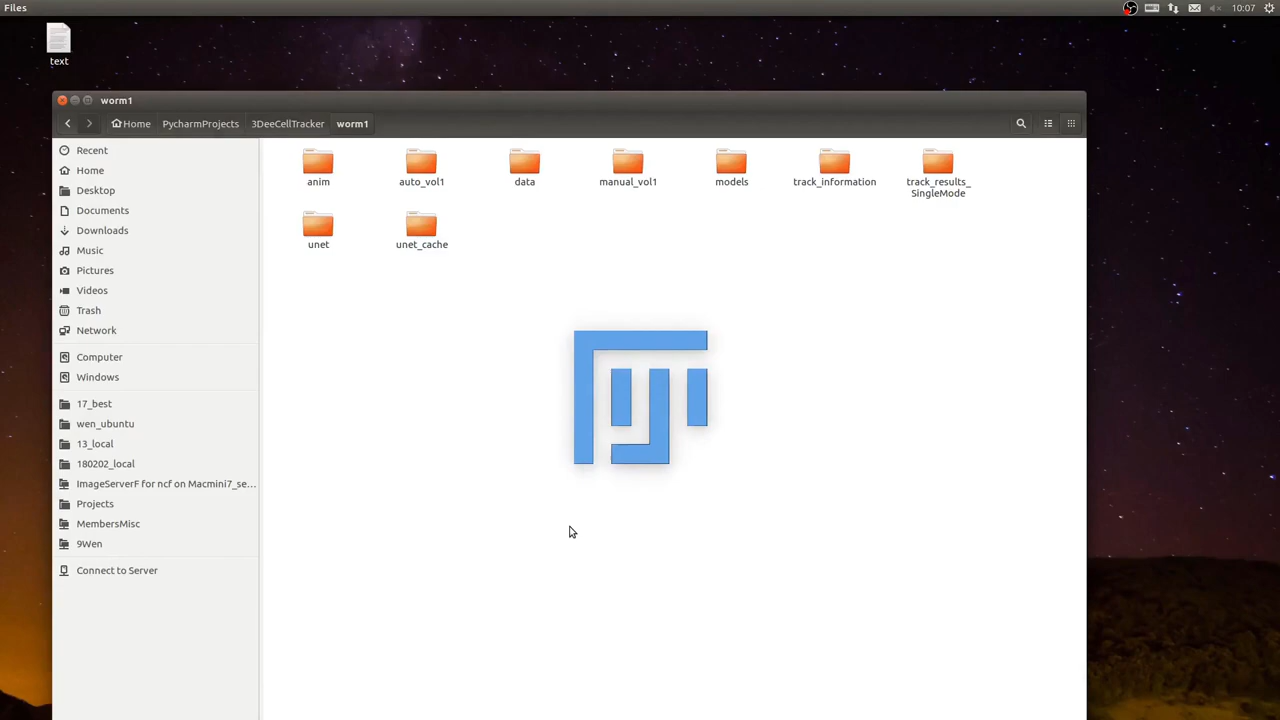 Files
10:07
text
worm1
Home
PycharmProjects
3DeeCellTracker
worm1
Recent
Home
Desktop
Documents
Downloads
Music
Pictures
Videos
Trash
Network
Computer
Windows
17_best
wen_ubuntu
13_local
180202_local
ImageServerF for ncf on Macmini7_se...
Projects
MembersMisc
9Wen
Connect to Server
anim
auto_vol1
data
manual_vol1
models
track_information
track_results_
SingleMode
unet
unet_cache